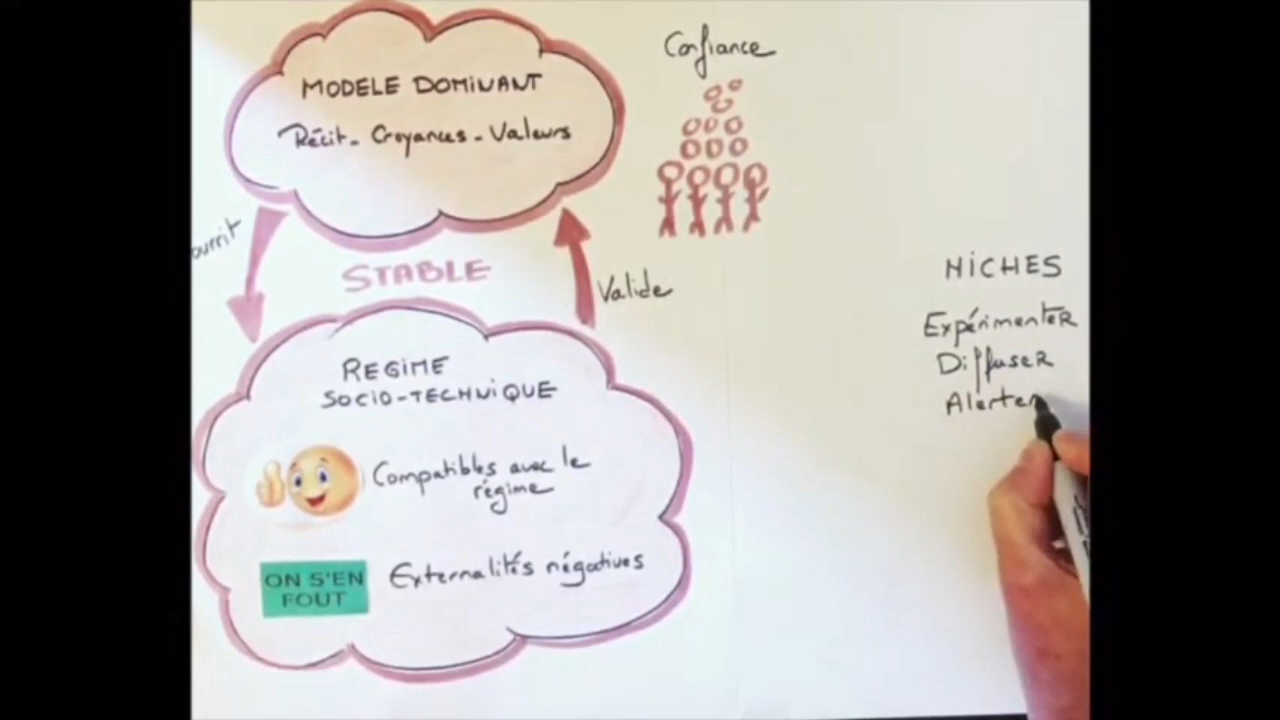 MODELE DOMINANT
Récit - Croyances - Valeurs
Confiance
STABLE
Valide
REGIME
SOCIO-TECHNIQUE
Compatibles avec le
régime
ON S'EN
FOUT
Externalités négatives
NICHES
ExpérimenteR
DiffuseR
Alerter